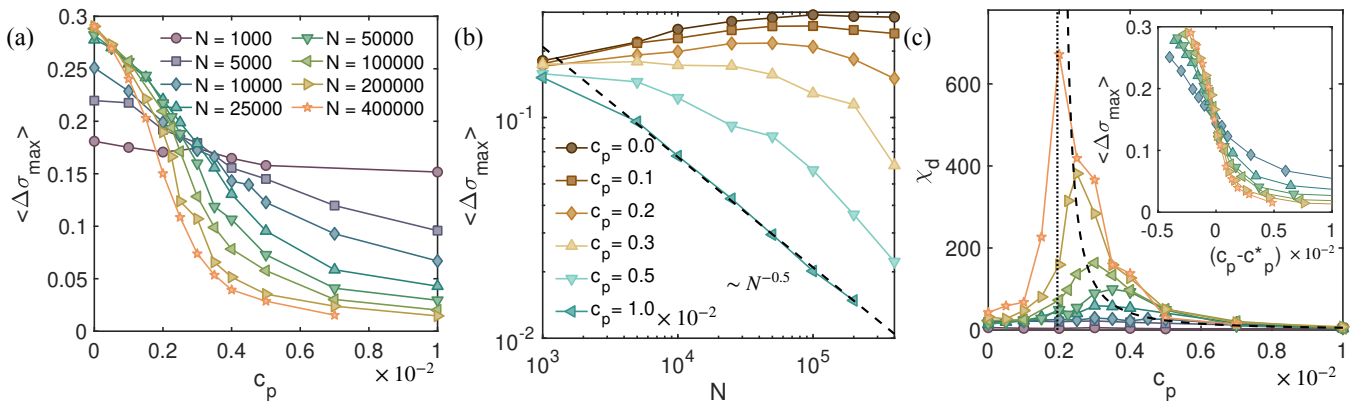 (a)
N = 1000
N = 5000
N = 10000
N = 25000
N = 50000
N = 100000
N = 200000
N = 400000
<Δσmax>
0.3
0.25
0.2
0.15
0.1
0.05
0
0 0.2 0.4 0.6 0.8 1
× 10⁻²
cp
(b)
<Δσmax>
10⁻¹
10⁻²
cp = 0.0
cp = 0.1
cp = 0.2
cp = 0.3
cp = 0.5
cp = 1.0 × 10⁻²
~ N⁻⁰·⁵
10³ 10⁴ 10⁵
N
(c)
χd
600
400
200
0
0 0.2 0.4 0.6 0.8 1
× 10⁻²
cp
<Δσmax>
0.3
0.2
0.1
0
-0.5 0 0.5 1
(cp-c*p) × 10⁻²